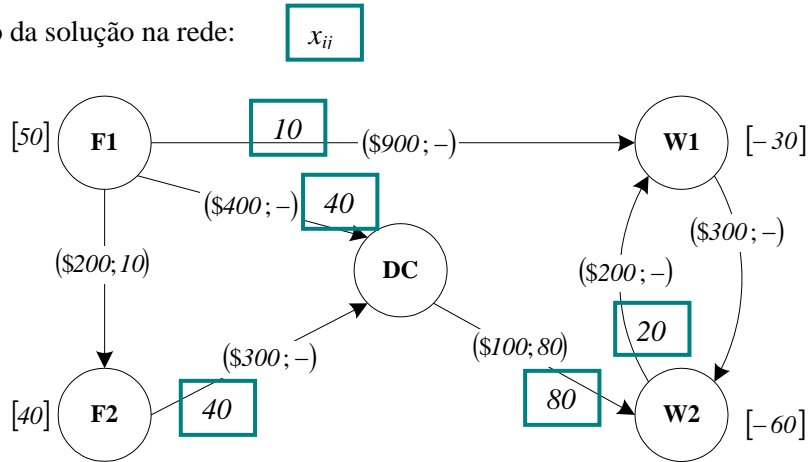 o da solução na rede: x_ij
[50] F1 10 ($900; –) W1 [– 30]
($400; –) 40 ($300; –)
($200; 10) DC ($200; –)
($300; –) ($100; 80) 20
[40] F2 40 80 W2 [– 60]